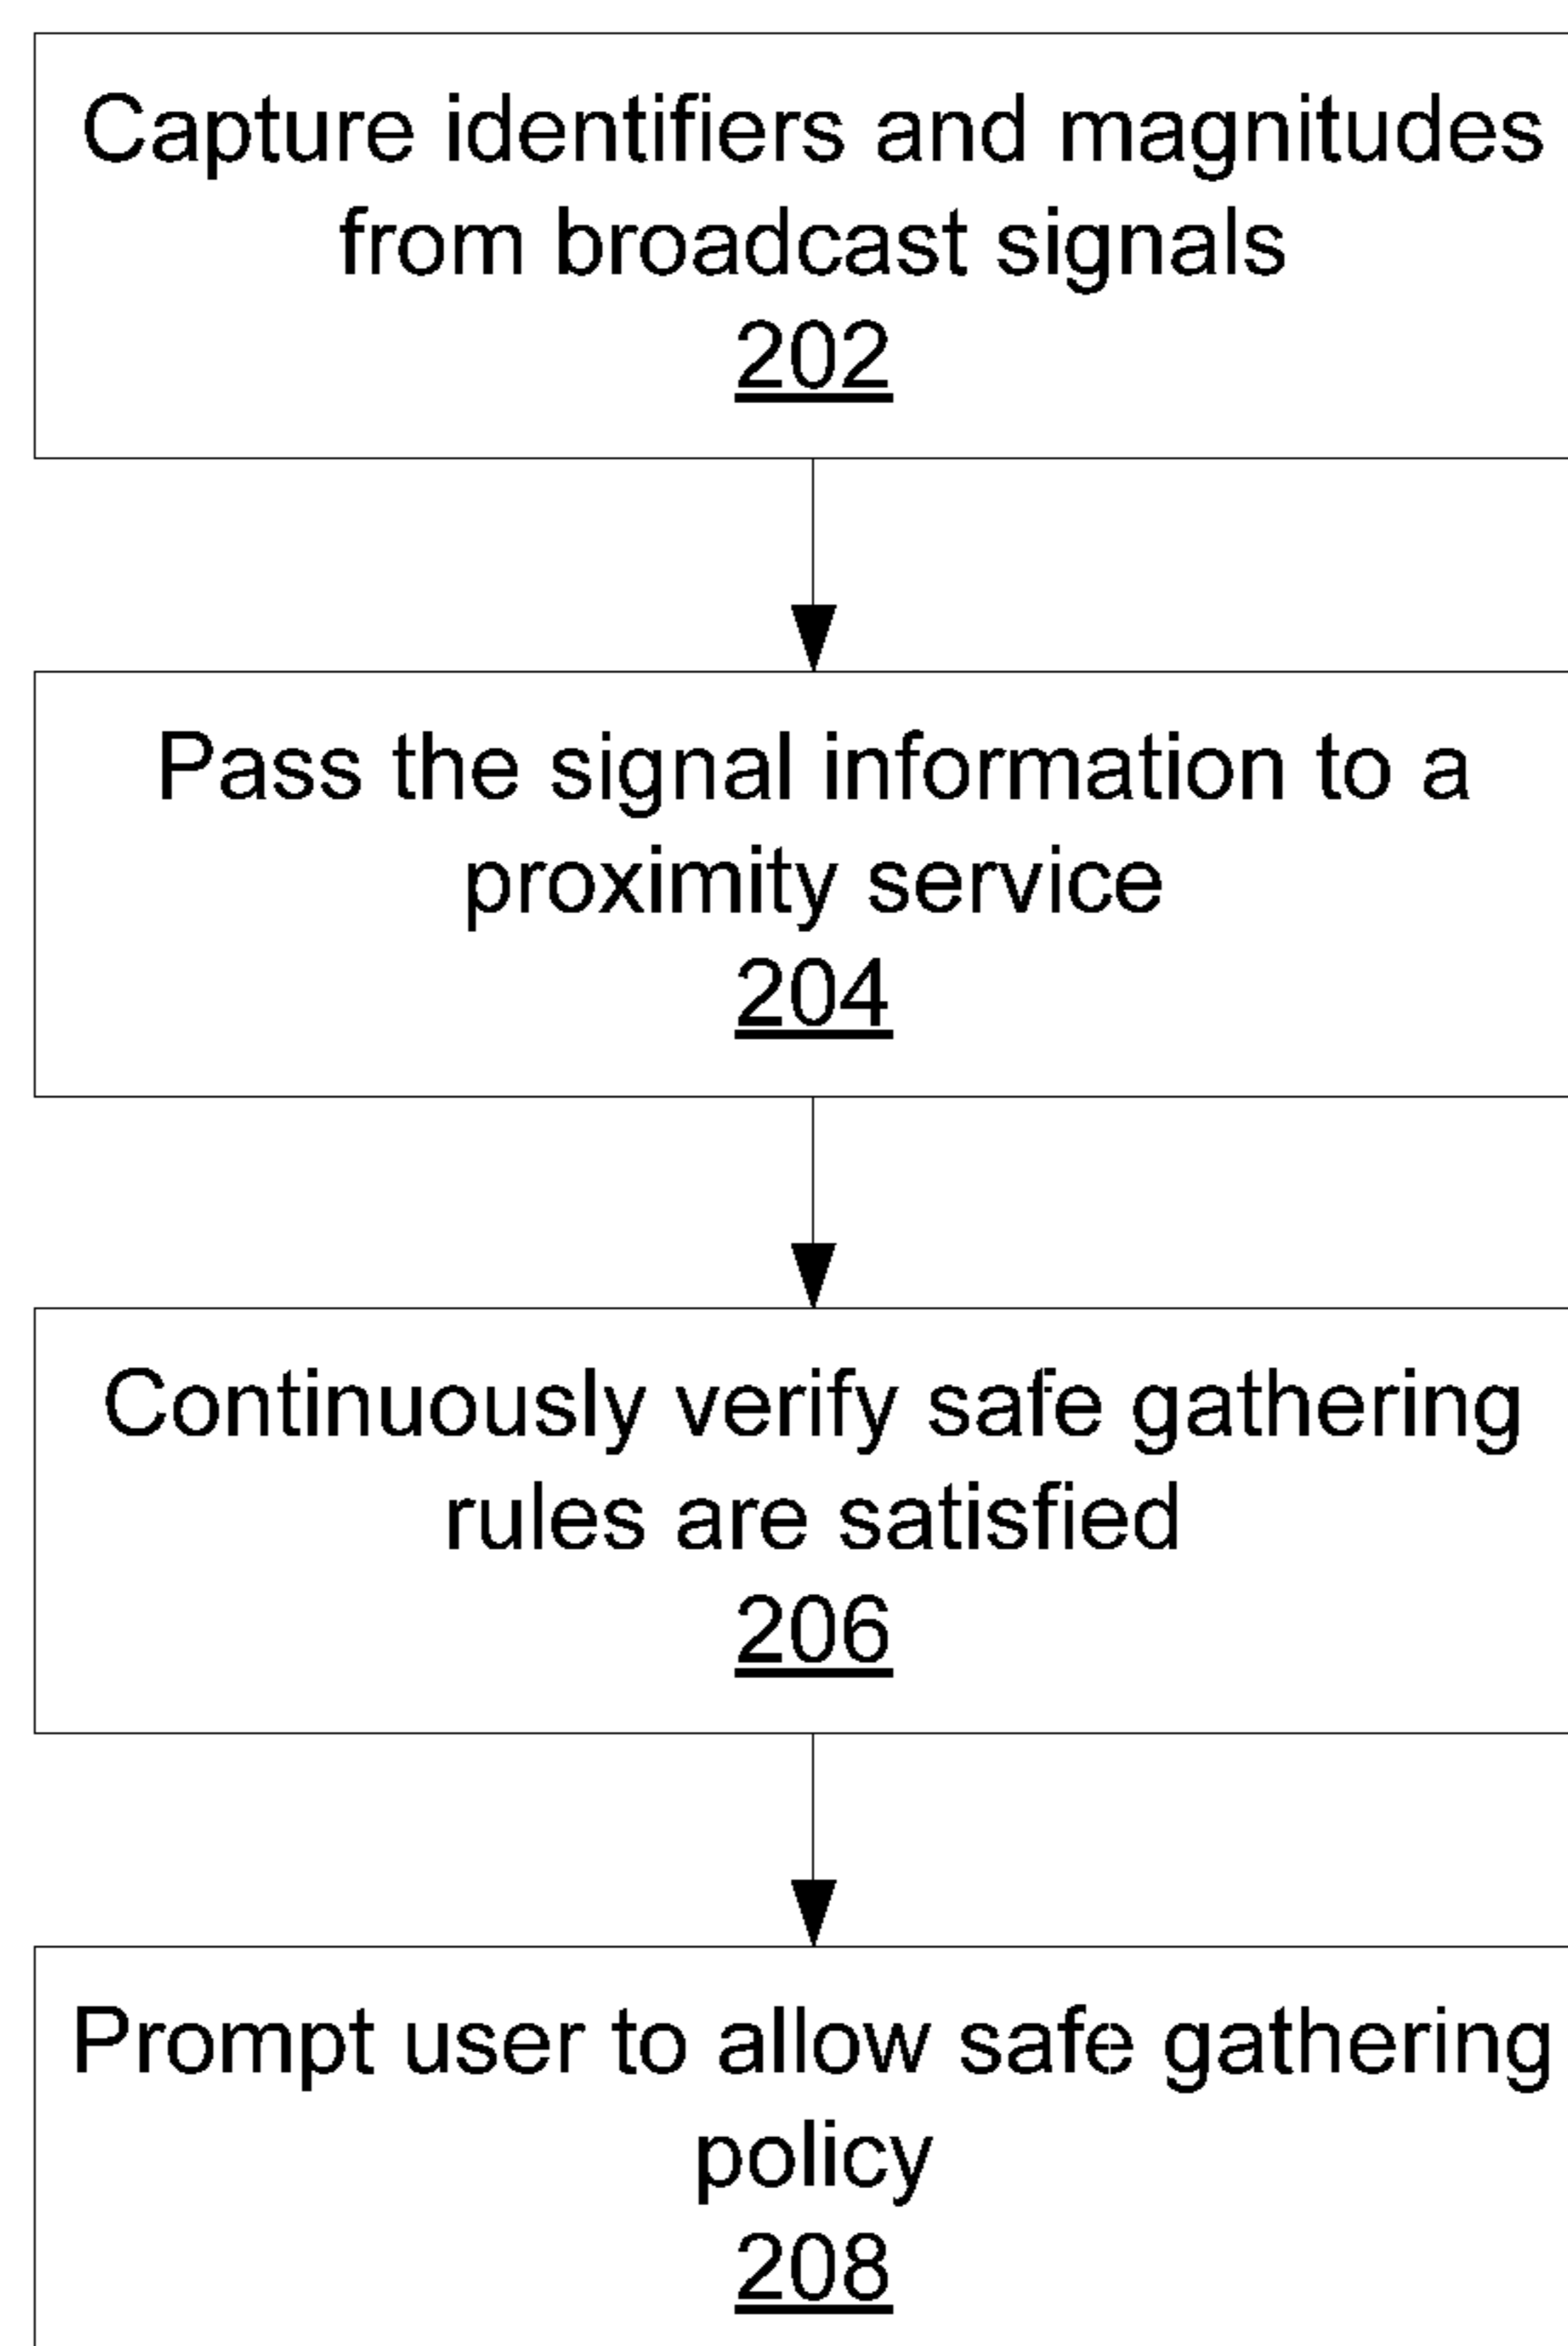 Capture identifiers and magnitudes
from broadcast signals
202
Pass the signal information to a
proximity service
204
Continuously verify safe gathering
rules are satisfied
206
Prompt user to allow safe gathering
policy
208